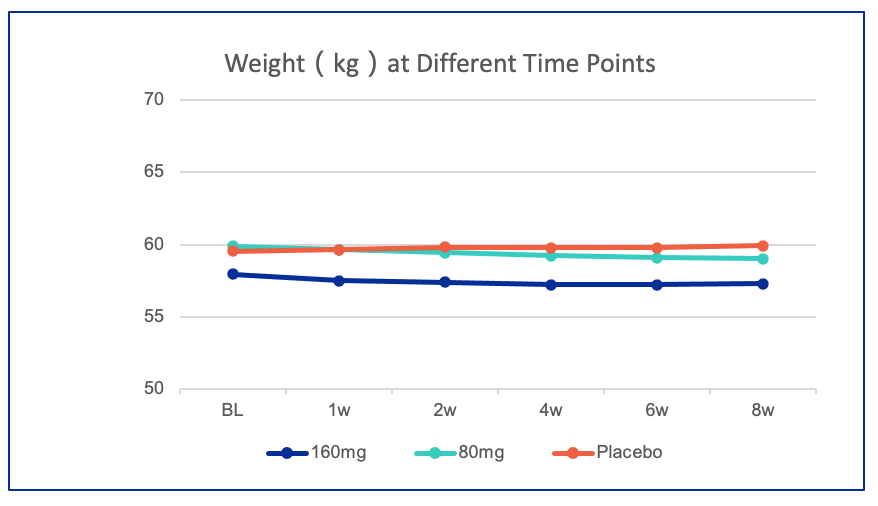 Weight ( kg ) at Different Time Points
70
65
60
55
50
BL 1w 2w 4w 6w 8w
160mg 80mg Placebo